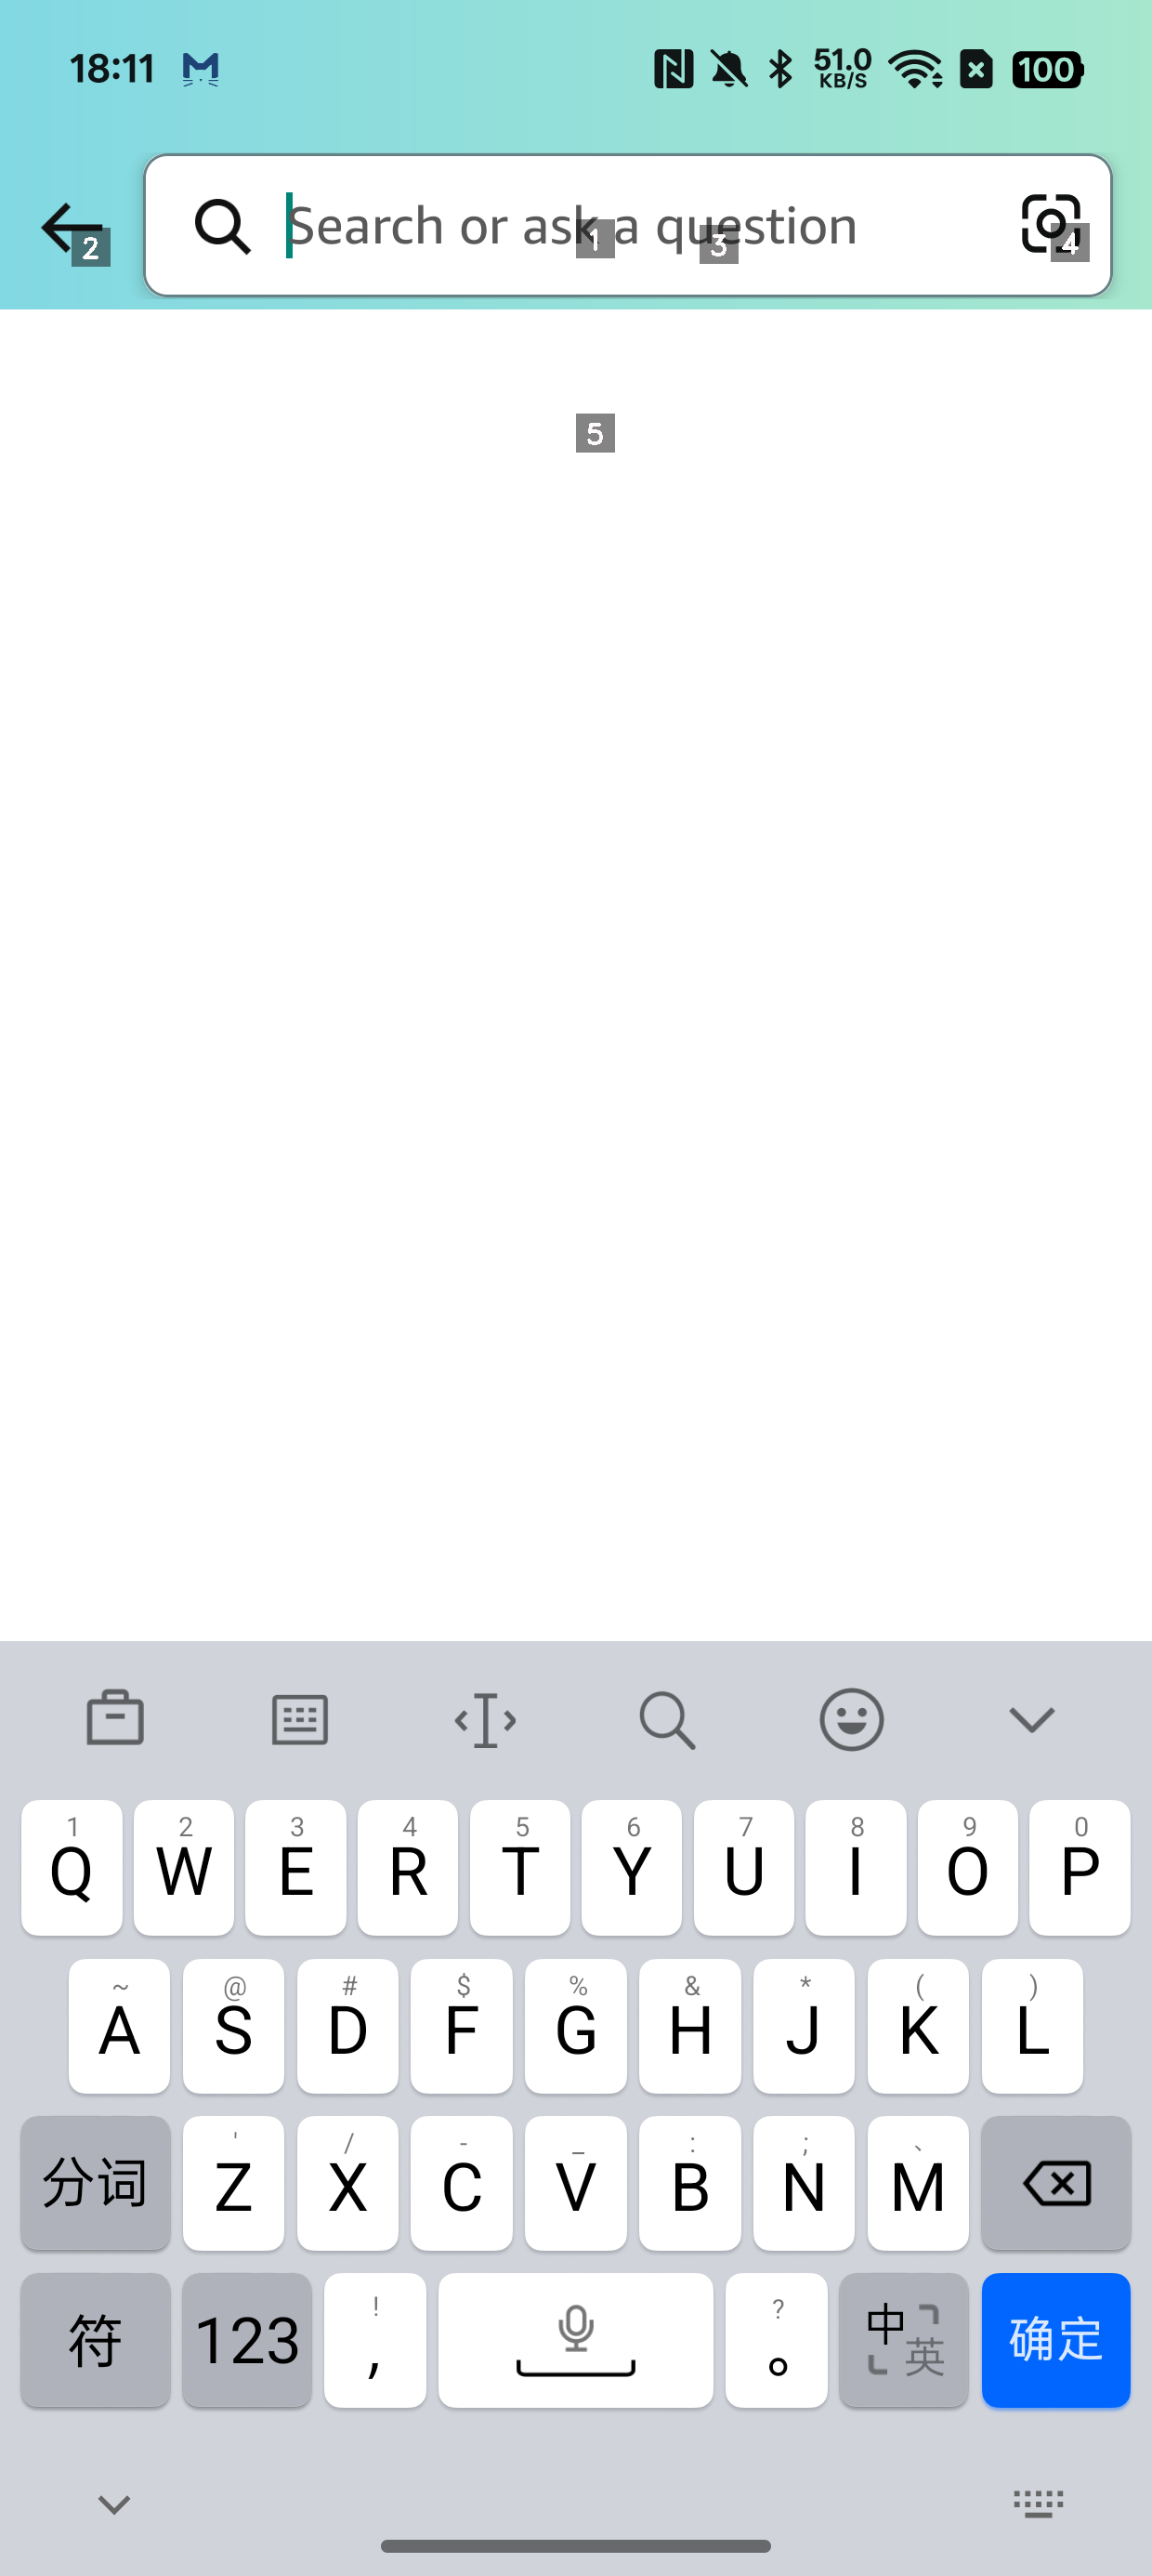 18:11
51.0
KB/S
100
Search or ask a question
2
1
3
4
5
1 2 3 4 5 6 7 8 9 0
Q W E R T Y U I O P
~ @ # $ % & * ( )
A S D F G H J K L
' / - _ : ; 、
分词 Z X C V B N M
! ?
符 123 , 。 中 英 确定